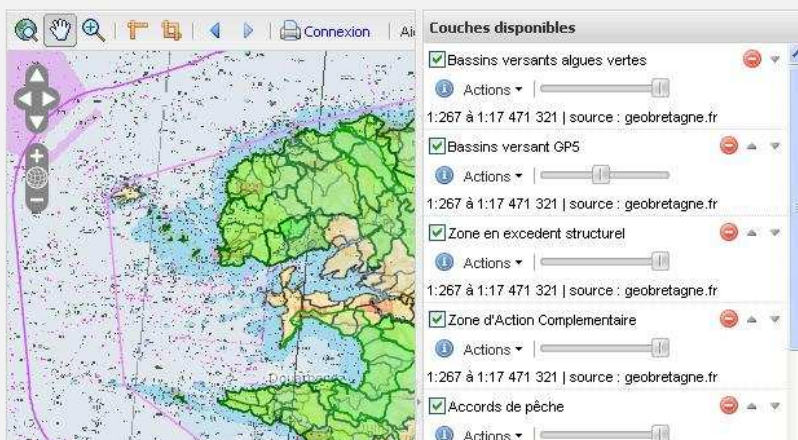 Connexion
Couches disponibles
Bassins versants algues vertes
Actions
1:267 à 1:17 471 321 | source : geobretagne.fr
Bassins versant GP5
Actions
1:267 à 1:17 471 321 | source : geobretagne.fr
Zone en excedent structurel
Actions
1:267 à 1:17 471 321 | source : geobretagne.fr
Zone d'Action Complementaire
Actions
1:267 à 1:17 471 321 | source : geobretagne.fr
Accords de pêche
Actions